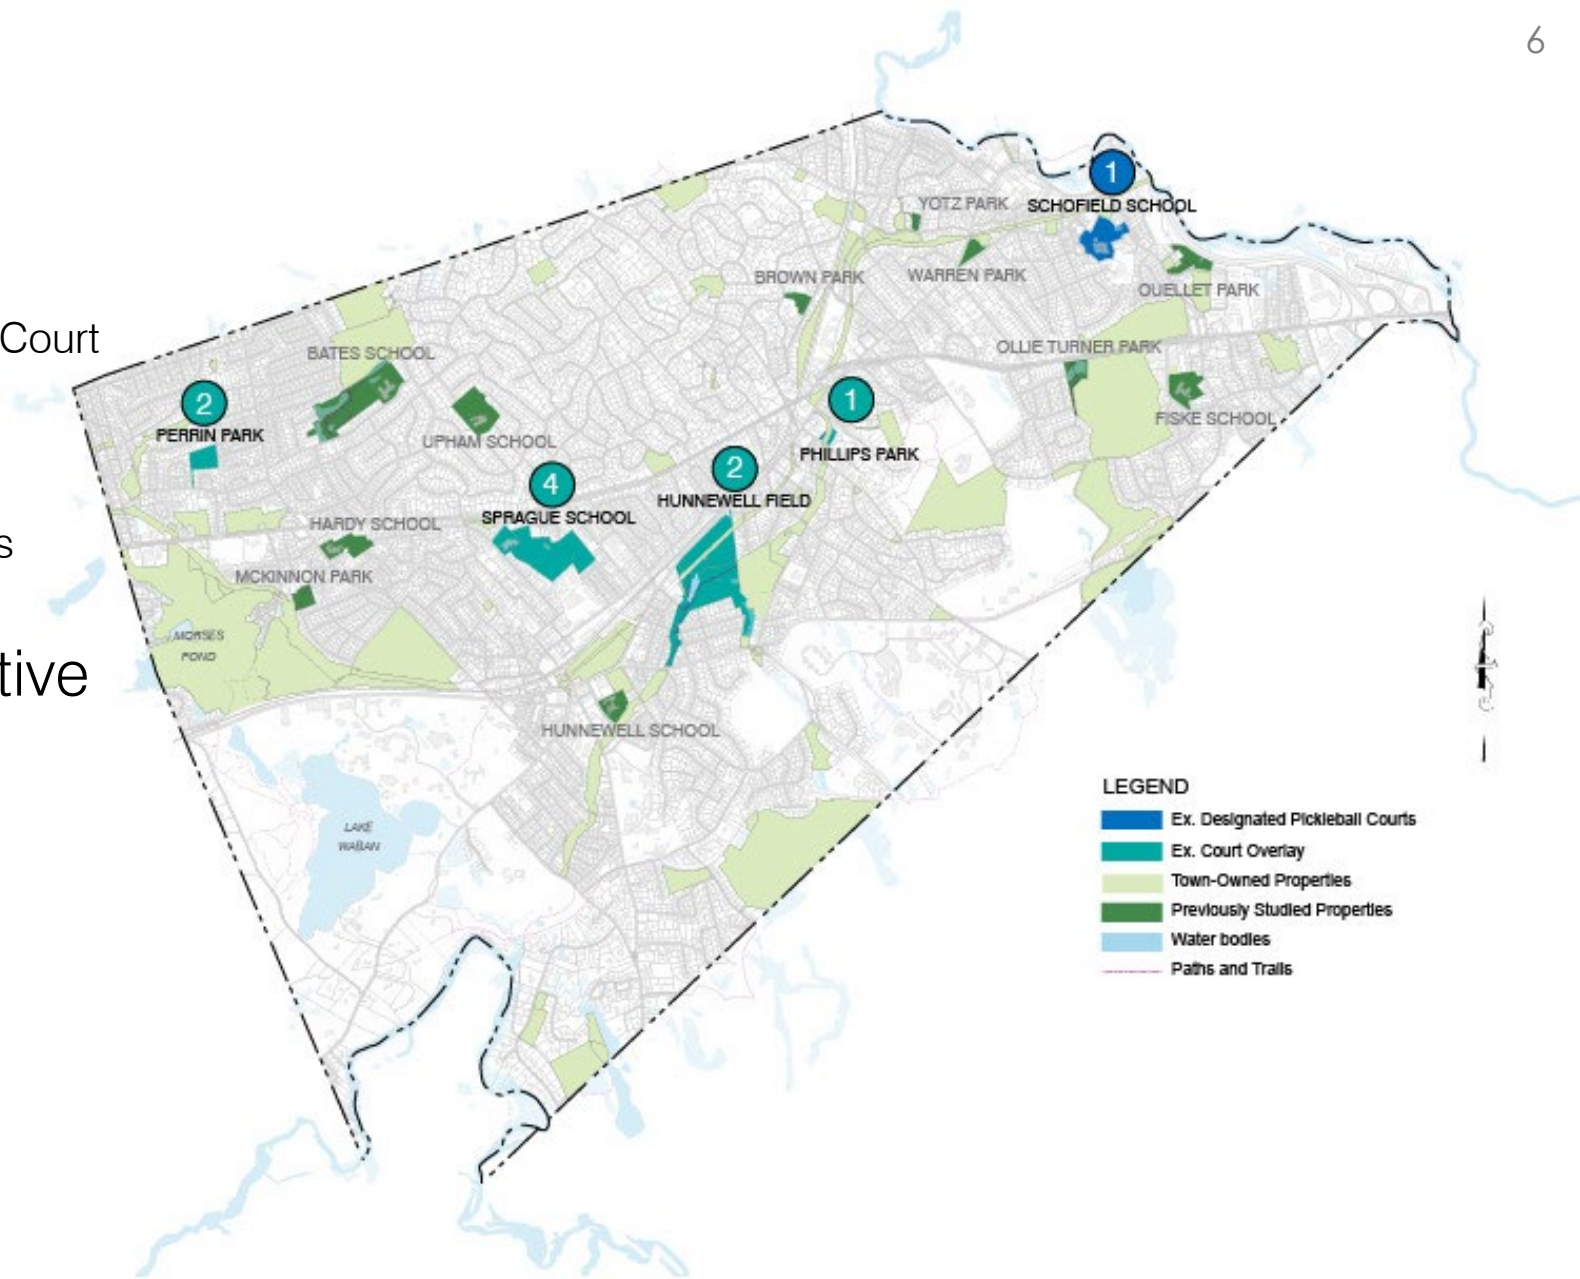 6
Court
s
tive
1
SCHOFIELD SCHOOL
YOTZ PARK
WARREN PARK
BROWN PARK
OUELLET PARK
OLLIE TURNER PARK
FISKE SCHOOL
BATES SCHOOL
2
PERRIN PARK
UPHAM SCHOOL
1
PHILLIPS PARK
2
HUNNEWELL FIELD
4
SPRAGUE SCHOOL
HARDY SCHOOL
MCKINNON PARK
MORSES
POND
HUNNEWELL SCHOOL
LAKE
WABAN
LEGEND
Ex. Designated Pickleball Courts
Ex. Court Overlay
Town-Owned Properties
Previously Studied Properties
Water bodies
Paths and Trails